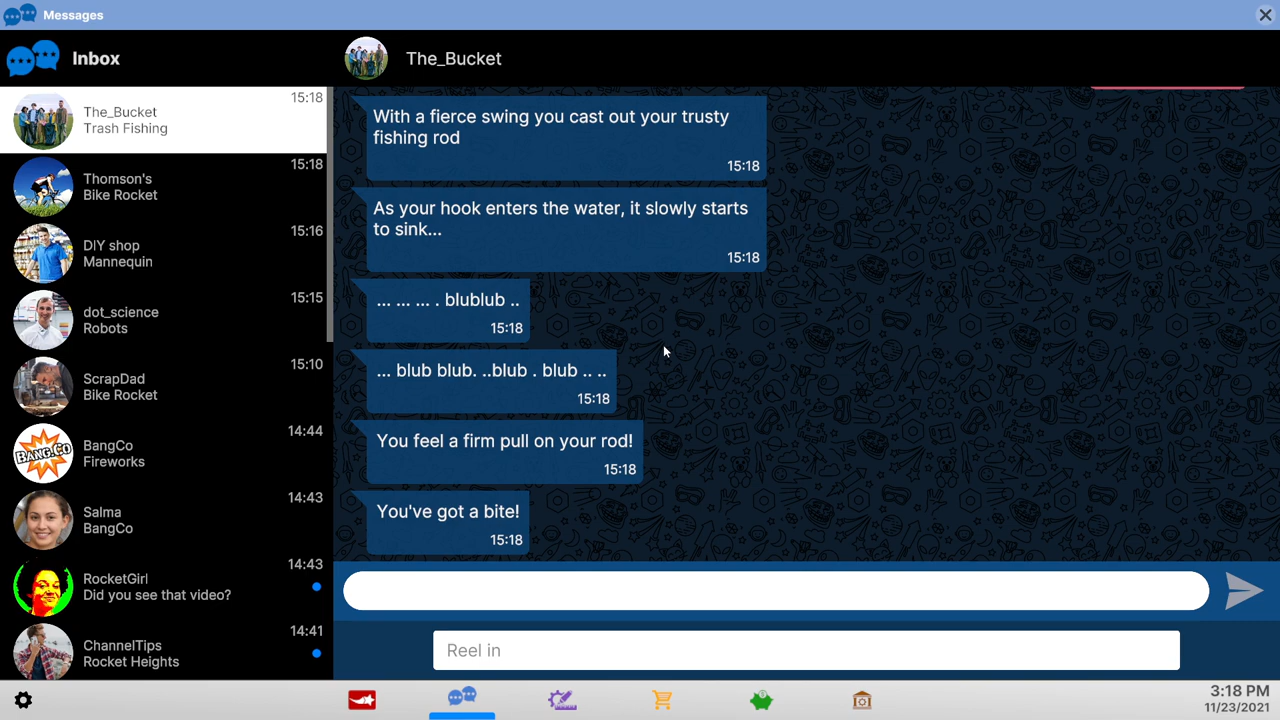 Messages
Inbox
The_Bucket
15:18
The_Bucket
Trash Fishing
15:18
Thomson's
Bike Rocket
15:16
DIY shop
Mannequin
15:15
dot_science
Robots
15:10
ScrapDad
Bike Rocket
14:44
BANG.CO
BangCo
Fireworks
14:43
Salma
BangCo
14:43
RocketGirl
Did you see that video?
14:41
ChannelTips
Rocket Heights
With a fierce swing you cast out your trusty
fishing rod
15:18
As your hook enters the water, it slowly starts
to sink...
15:18
... ... ... . blublub ..
15:18
... blub blub. ..blub . blub .. ..
15:18
You feel a firm pull on your rod!
15:18
You've got a bite!
15:18
Reel in
3:18 PM
11/23/2021